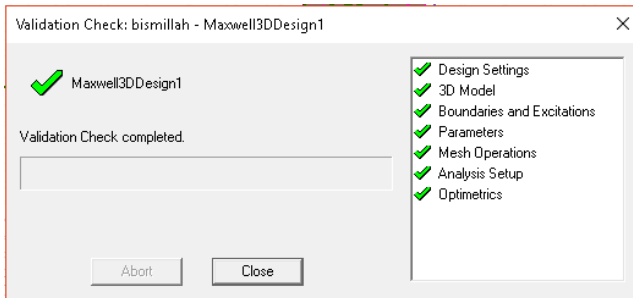 Validation Check: bismillah - Maxwell3DDesign1
Maxwell3DDesign1
Validation Check completed.
Abort
Close
Design Settings
3D Model
Boundaries and Excitations
Parameters
Mesh Operations
Analysis Setup
Optimetrics